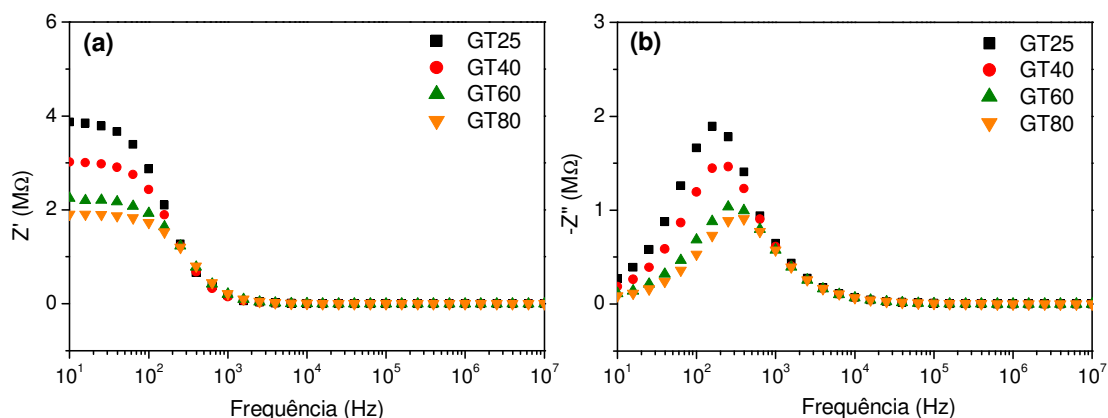 (a)
GT25
GT40
GT60
GT80
6
4
2
0
Z' (MΩ)
10¹ 10² 10³ 10⁴ 10⁵ 10⁶ 10⁷
Frequência (Hz)
(b)
GT25
GT40
GT60
GT80
3
2
1
0
-Z'' (MΩ)
10¹ 10² 10³ 10⁴ 10⁵ 10⁶ 10⁷
Frequência (Hz)